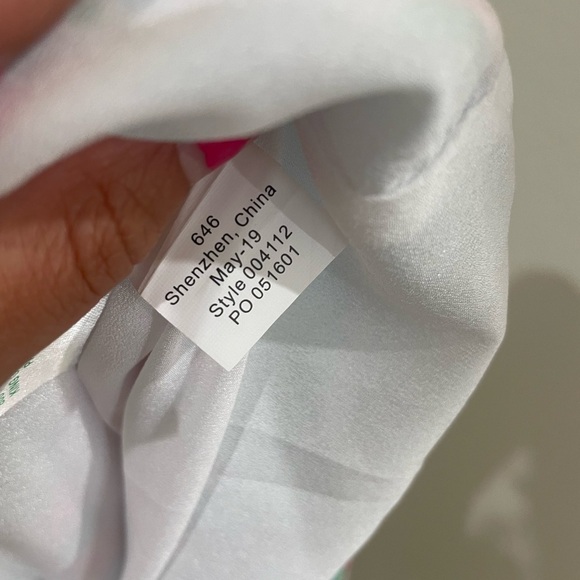 646
Shenzhen, China
May-19
Style 004112
PO 051601